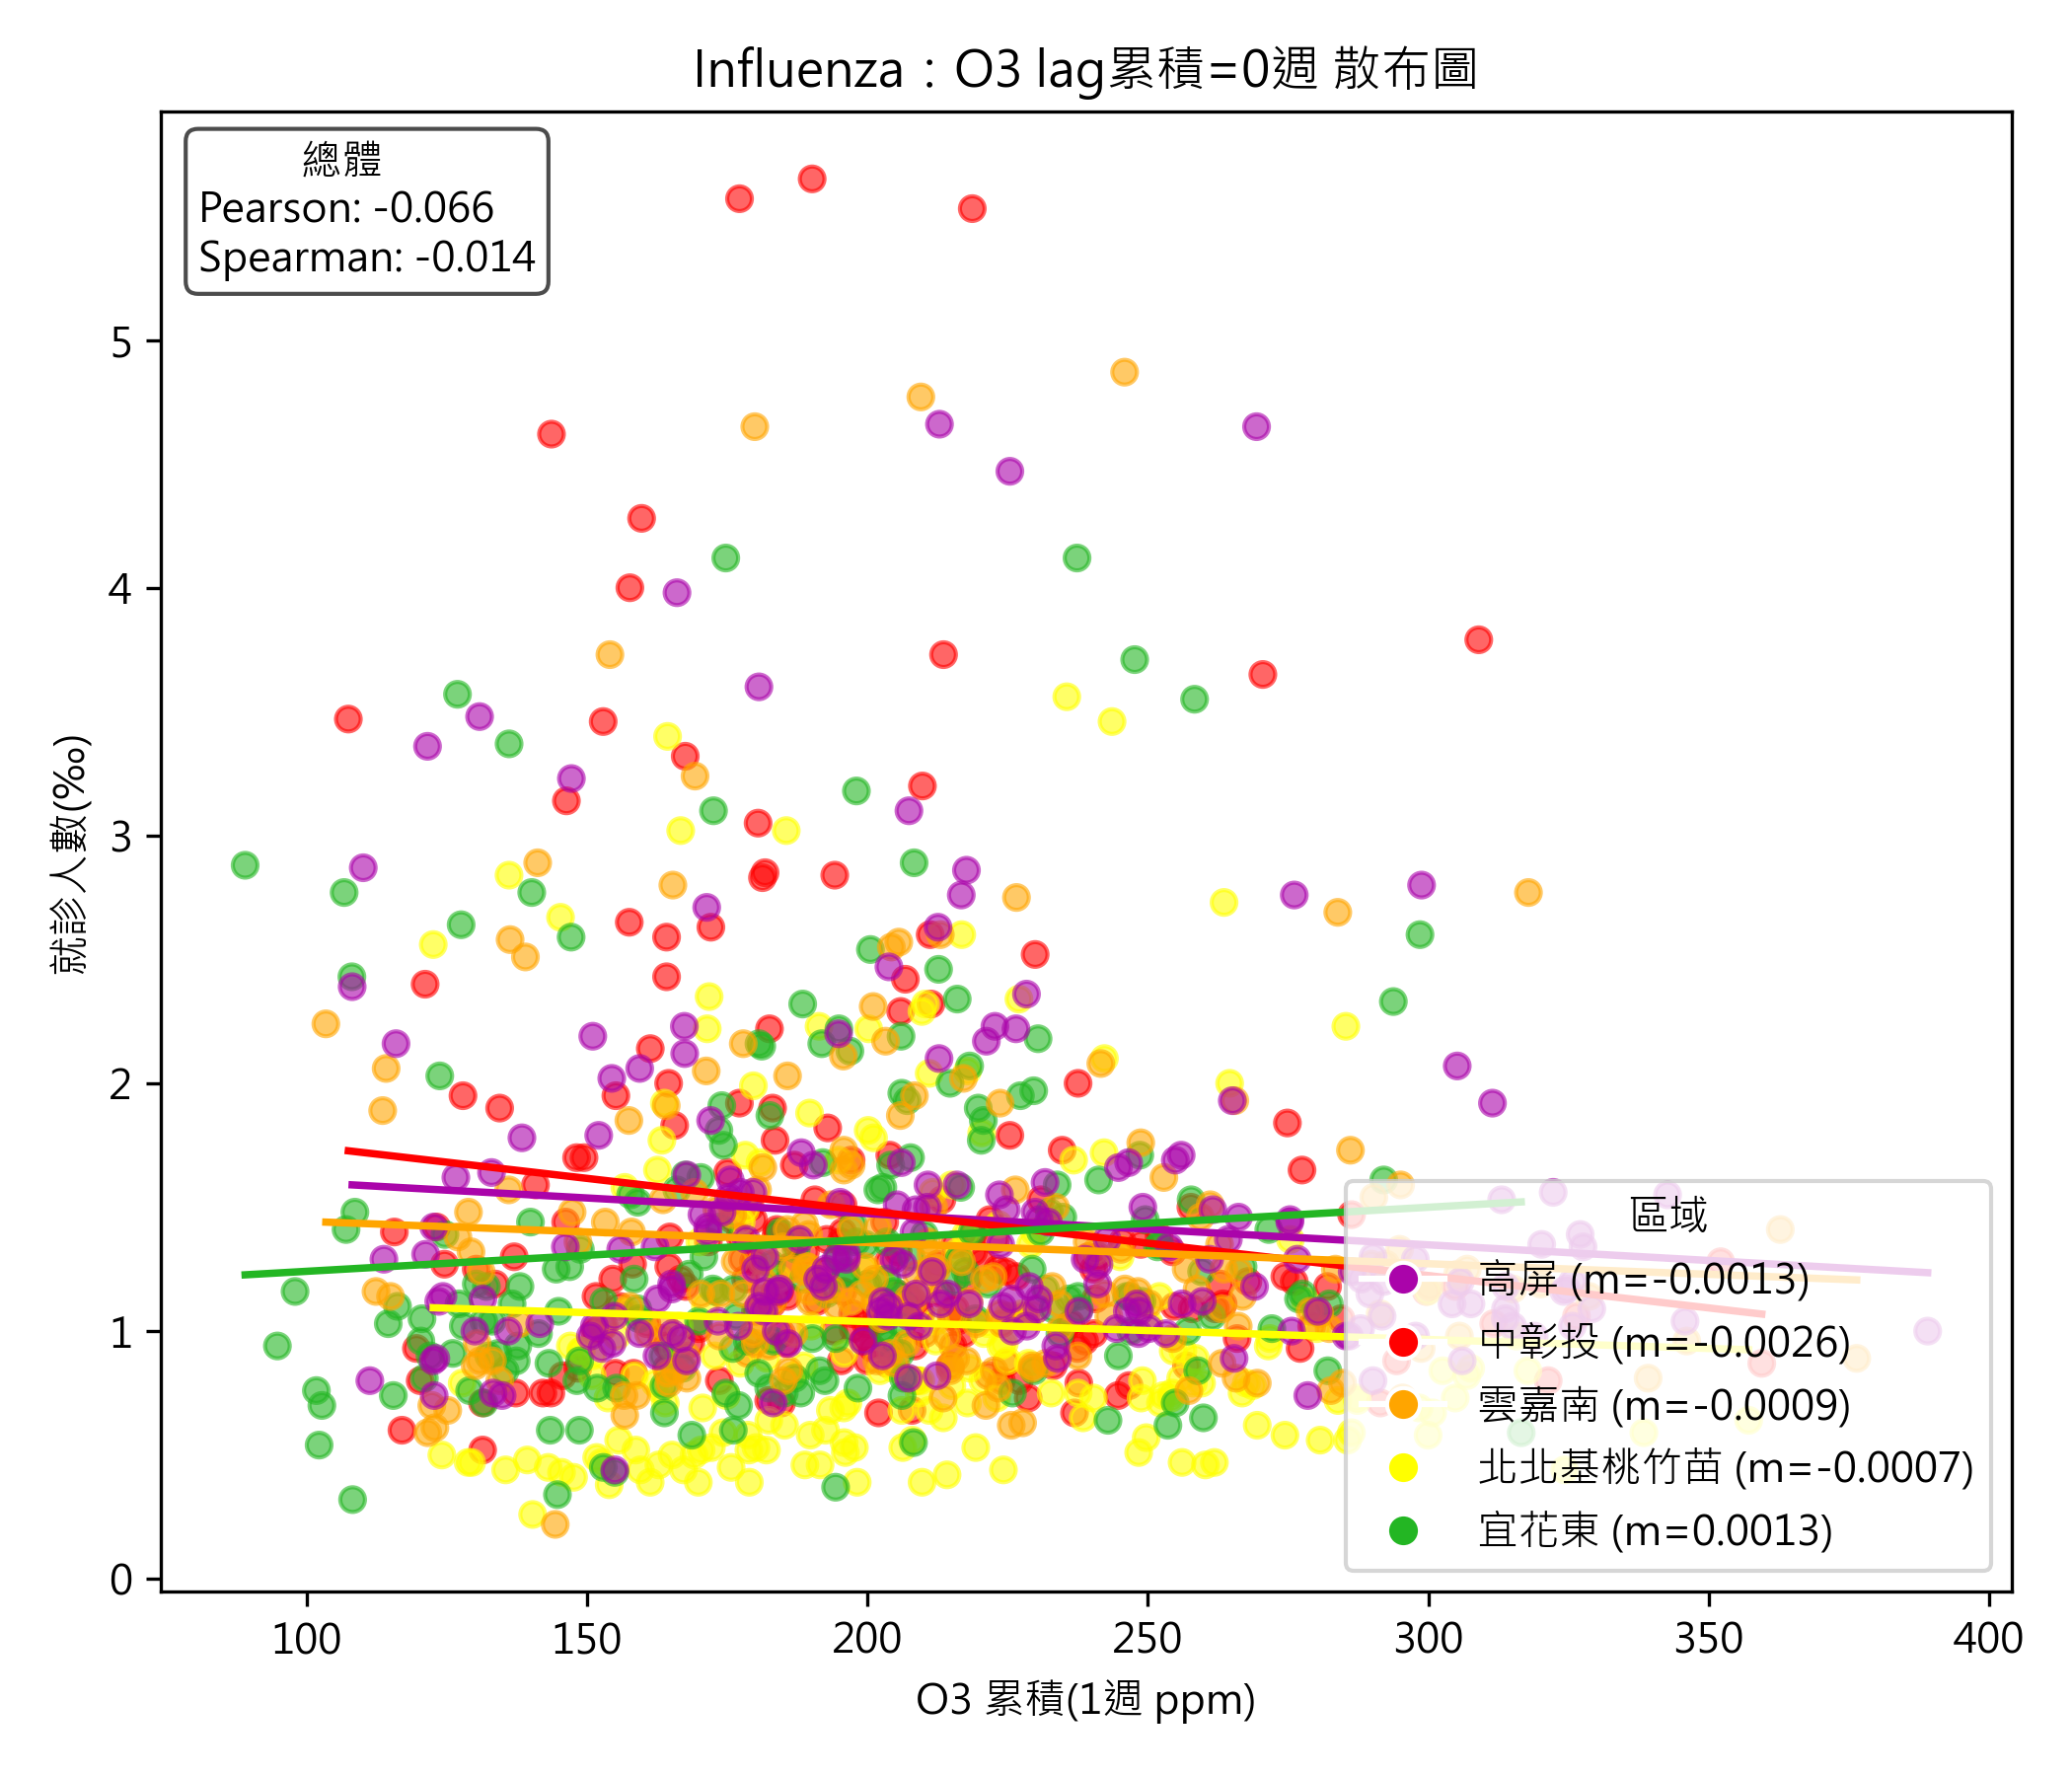 Influenza：O3 lag累積=0週 散布圖
總體
Pearson: -0.066
Spearman: -0.014
就診人數(‰)
5
4
3
2
1
0
區域
高屏 (m=-0.0013)
中彰投 (m=-0.0026)
雲嘉南 (m=-0.0009)
北北基桃竹苗 (m=-0.0007)
宜花東 (m=0.0013)
100 150 200 250 300 350 400
O3 累積(1週 ppm)